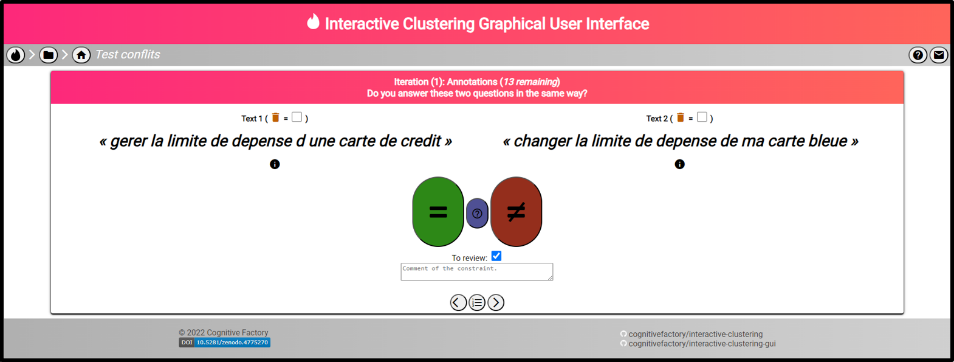 Interactive Clustering Graphical User Interface
Test conflits
Iteration (1): Annotations (13 remaining)
Do you answer these two questions in the same way?
Text 1 ( = )
Text 2 ( = )
« gerer la limite de depense d une carte de credit »
« changer la limite de depense de ma carte bleue »
= ? ≠
To review:
Comment of the constraint.
© 2022 Cognitive Factory
DOI 10.5281/zenodo.4775270
cognitivefactory/interactive-clustering
cognitivefactory/interactive-clustering-gui